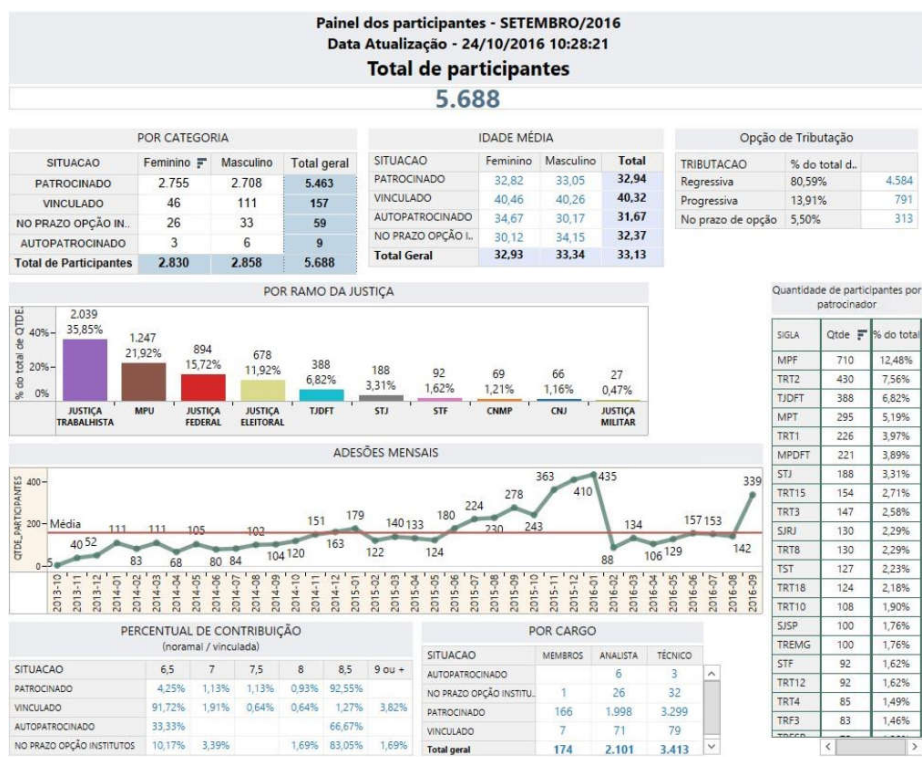 Painel dos participantes - SETEMBRO/2016
Data Atualização - 24/10/2016 10:28:21
Total de participantes
5.688
POR CATEGORIA
SITUACAO Feminino Masculino Total geral
PATROCINADO 2.755 2.708 5.463
VINCULADO 46 111 157
NO PRAZO OPÇÃO IN.. 26 33 59
AUTOPATROCINADO 3 6 9
Total de Participantes 2.830 2.858 5.688
IDADE MÉDIA
SITUACAO Feminino Masculino Total
PATROCINADO 32,82 33,05 32,94
VINCULADO 40,46 40,26 40,32
AUTOPATROCINADO 34,67 30,17 31,67
NO PRAZO OPÇÃO I.. 30,12 34,15 32,37
Total Geral 32,93 33,34 33,13
Opção de Tributação
TRIBUTACAO % do total d..
Regressiva 80,59% 4.584
Progressiva 13,91% 791
No prazo de opção 5,50% 313
POR RAMO DA JUSTIÇA
% do total de QTDE.
40%
20%
0%
2.039 1.247 894 678 388 188 92 69 66 27
35,85% 21,92% 15,72% 11,92% 6,82% 3,31% 1,62% 1,21% 1,16% 0,47%
JUSTIÇA TRABALHISTA MPU JUSTIÇA FEDERAL JUSTIÇA ELEITORAL TJDFT STJ STF CNMP CNJ JUSTIÇA MILITAR
ADESÕES MENSAIS
QTDE_PARTICIPANTES
400
200
0
Média
5 40 52 111 83 111 68 105 80 84 102 104 120 151 163 179 122 140 133 124 180 224 230 278 243 363 410 435 88 134 106 129 157 153 142 339
2013-10 2013-11 2013-12 2014-01 2014-02 2014-03 2014-04 2014-05 2014-06 2014-07 2014-08 2014-09 2014-10 2014-11 2014-12 2015-01 2015-02 2015-03 2015-04 2015-05 2015-06 2015-07 2015-08 2015-09 2015-10 2015-11 2015-12 2016-01 2016-02 2016-03 2016-04 2016-05 2016-06 2016-07 2016-08 2016-09
PERCENTUAL DE CONTRIBUIÇÃO
(noramal / vinculada)
SITUACAO 6,5 7 7,5 8 8,5 9 ou +
PATROCINADO 4,25% 1,13% 1,13% 0,93% 92,55%
VINCULADO 91,72% 1,91% 0,64% 0,64% 1,27% 3,82%
AUTOPATROCINADO 33,33% 66,67%
NO PRAZO OPÇÃO INSTITUTOS 10,17% 3,39% 1,69% 83,05% 1,69%
POR CARGO
SITUACAO MEMBROS ANALISTA TÉCNICO
AUTOPATROCINADO 6 3
NO PRAZO OPÇÃO INSTITU.. 1 26 32
PATROCINADO 166 1.998 3.299
VINCULADO 7 71 79
Total geral 174 2.101 3.413
Quantidade de participantes por
patrocinador
SIGLA Qtde % do total
MPF 710 12,48%
TRT2 430 7,56%
TJDFT 388 6,82%
MPT 295 5,19%
TRT1 226 3,97%
MPDFT 221 3,89%
STJ 188 3,31%
TRT15 154 2,71%
TRT3 147 2,58%
SJRJ 130 2,29%
TRT8 130 2,29%
TST 127 2,23%
TRT18 124 2,18%
TRT10 108 1,90%
SJSP 100 1,76%
TREMG 100 1,76%
STF 92 1,62%
TRT12 92 1,62%
TRT4 85 1,49%
TRF3 83 1,46%